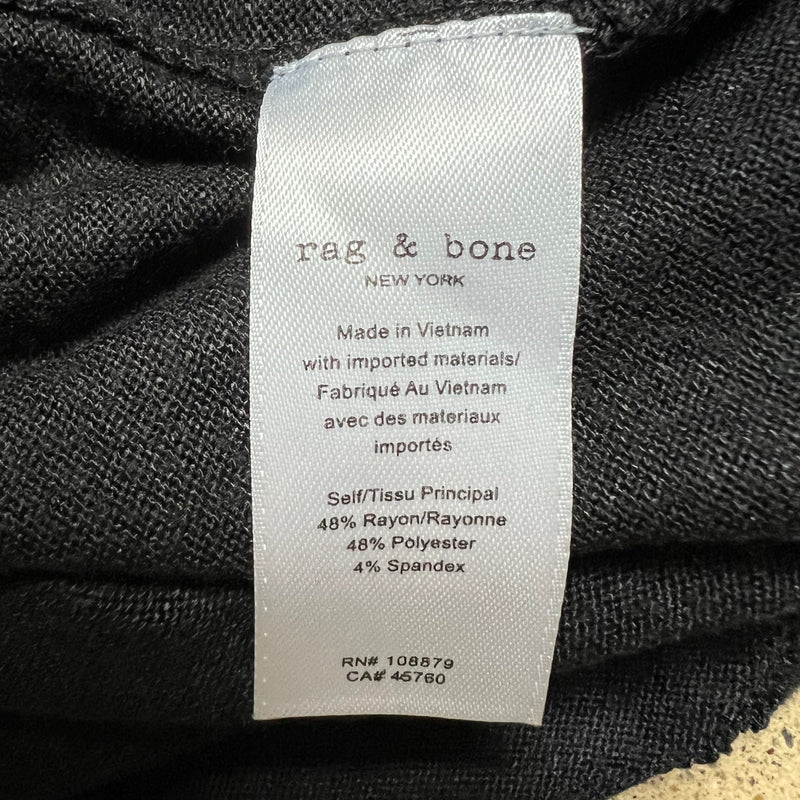 rag & bone
NEW YORK
Made in Vietnam
with imported materials/
Fabriqué Au Vietnam
avec des materiaux
importés
Self/Tissu Principal
48% Rayon/Rayonne
48% Polyester
4% Spandex
RN# 108879
CA# 45760